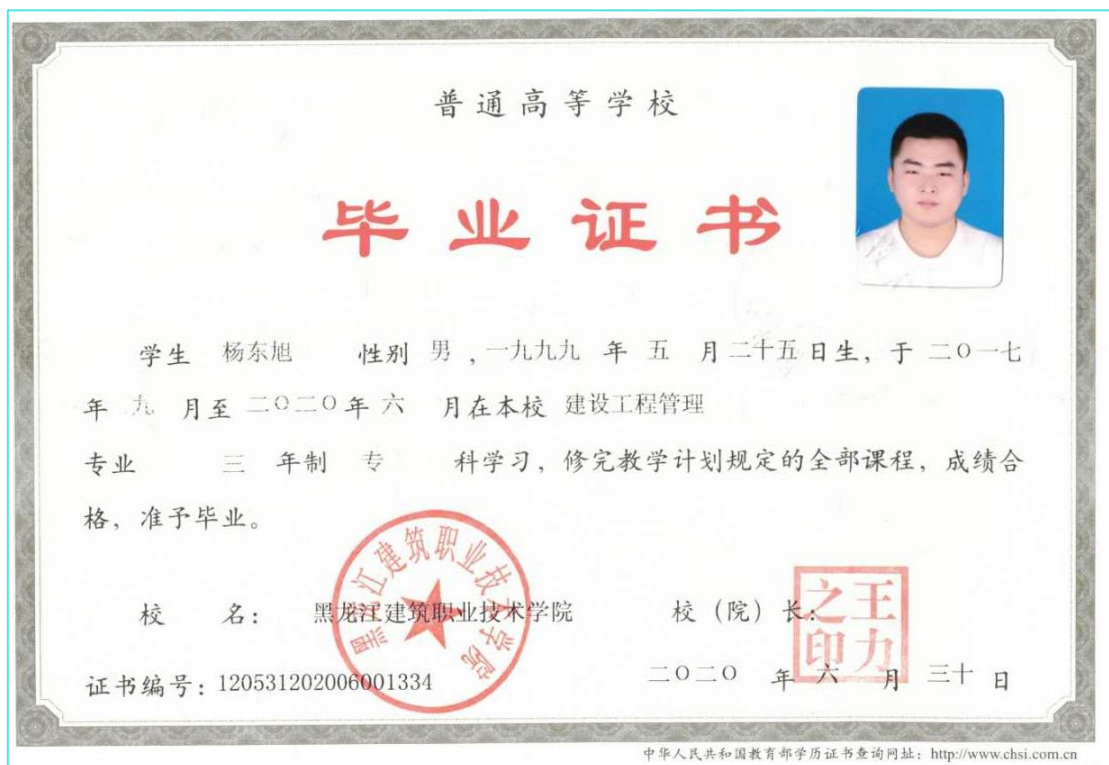 普通高等学校
毕业证书
学生 杨东旭 性别 男 ,一九九九 年 五 月二十五日生, 于 二〇一七
年 九 月至 二〇二〇年 六 月在本校 建设工程管理
专业 三 年制 专 科学习, 修完教学计划规定的全部课程, 成绩合
格, 准予毕业。
黑龙江建筑职业技术学院
校 名: 黑龙江建筑职业技术学院 校 (院) 长:
王力之印
证书编号: 120531202006001334 二〇二〇 年 六 月 三十 日
中华人民共和国教育部学历证书查询网址: http://www.chsi.com.cn